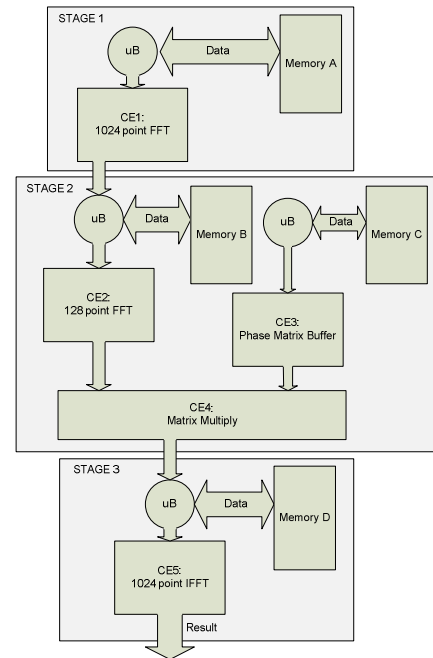 STAGE 1
uB
Data
Memory A
CE1:
1024 point FFT
STAGE 2
uB
Data
Memory B
uB
Data
Memory C
CE2:
128 point FFT
CE3:
Phase Matrix Buffer
CE4:
Matrix Multiply
STAGE 3
uB
Data
Memory D
CE5:
1024 point IFFT
Result